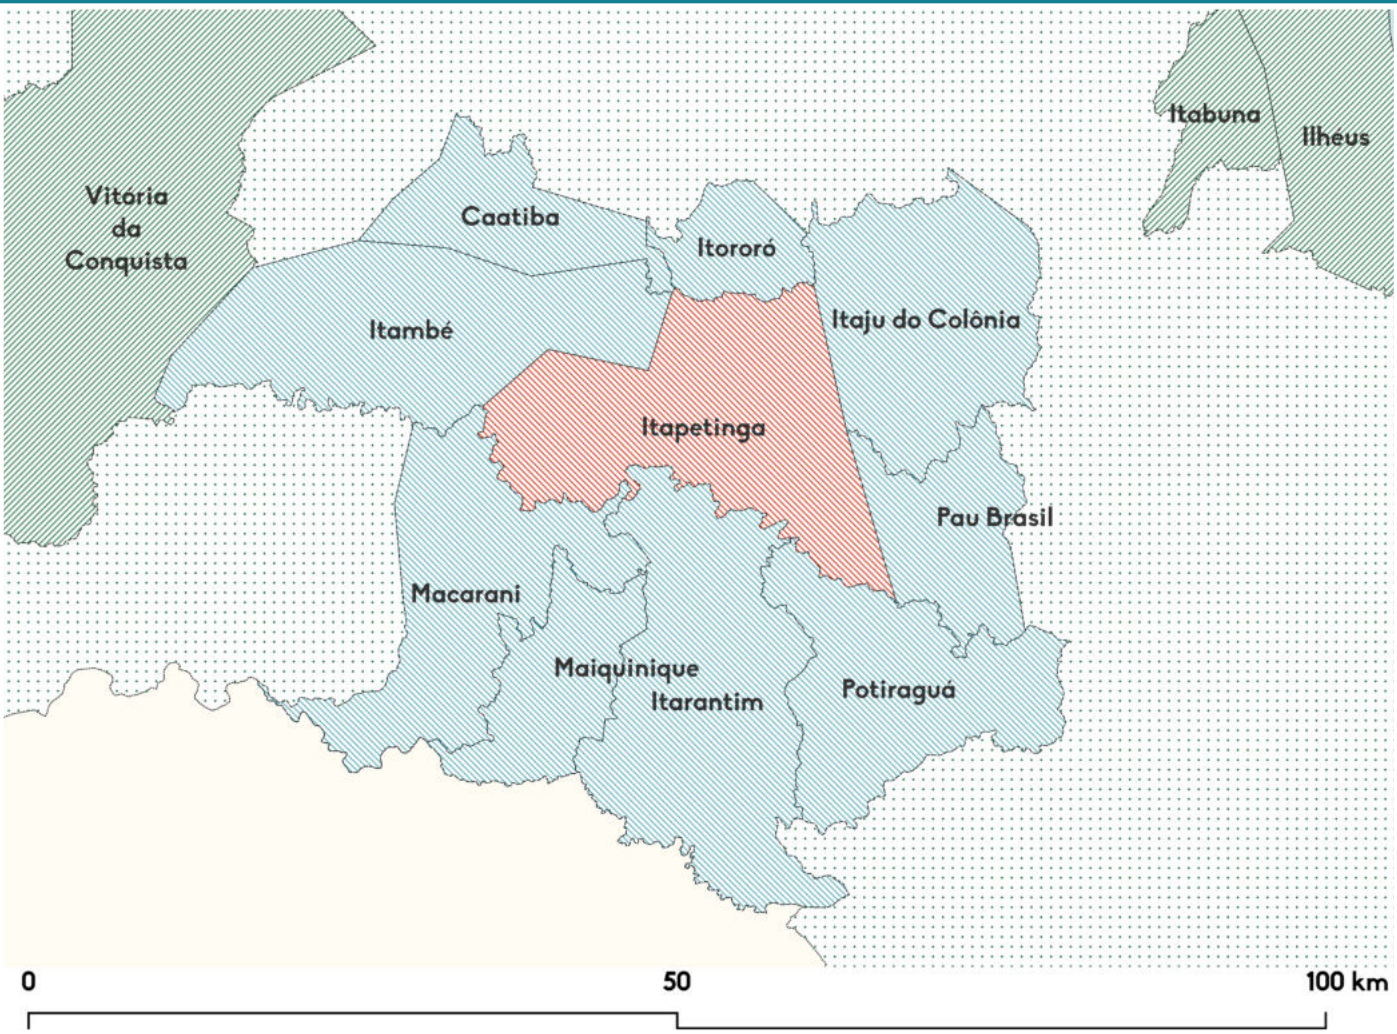 Itabuna
Ilhéus
Vitória
da
Conquista
Caatiba
Itororó
Itambé
Itaju do Colônia
Itapetinga
Pau Brasil
Macarani
Maiquinique
Itarantim
Potiraguá
0 50 100 km